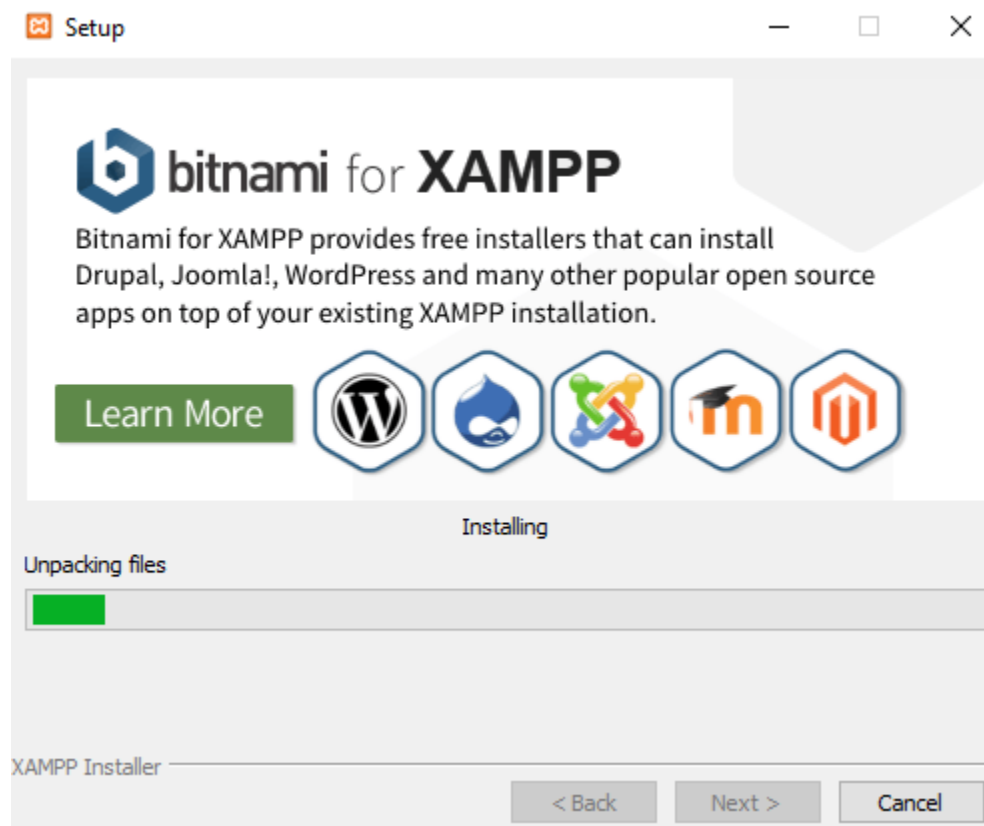 Setup
bitnami for XAMPP
Bitnami for XAMPP provides free installers that can install
Drupal, Joomla!, WordPress and many other popular open source
apps on top of your existing XAMPP installation.
Learn More
Installing
Unpacking files
XAMPP Installer
< Back
Next >
Cancel